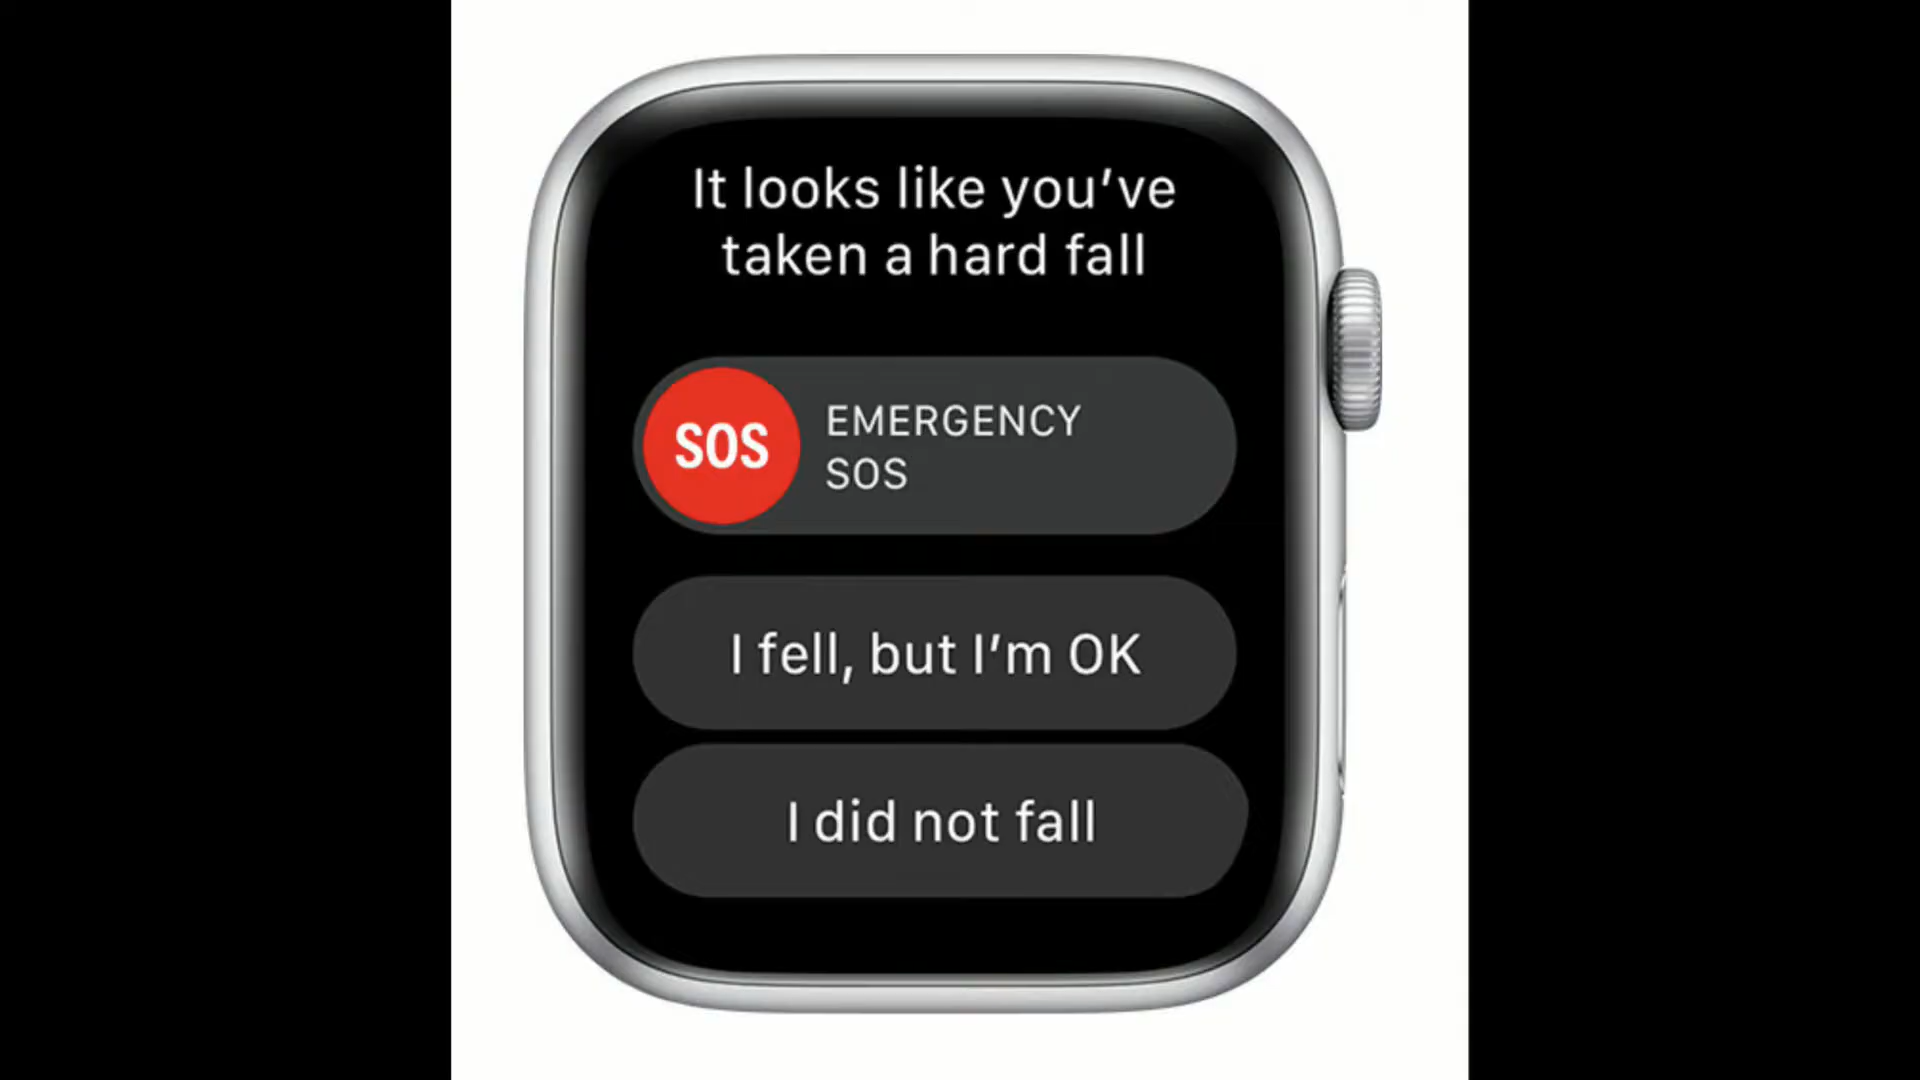 It looks like you've
taken a hard fall
SOS
EMERGENCY
SOS
I fell, but I'm OK
I did not fall